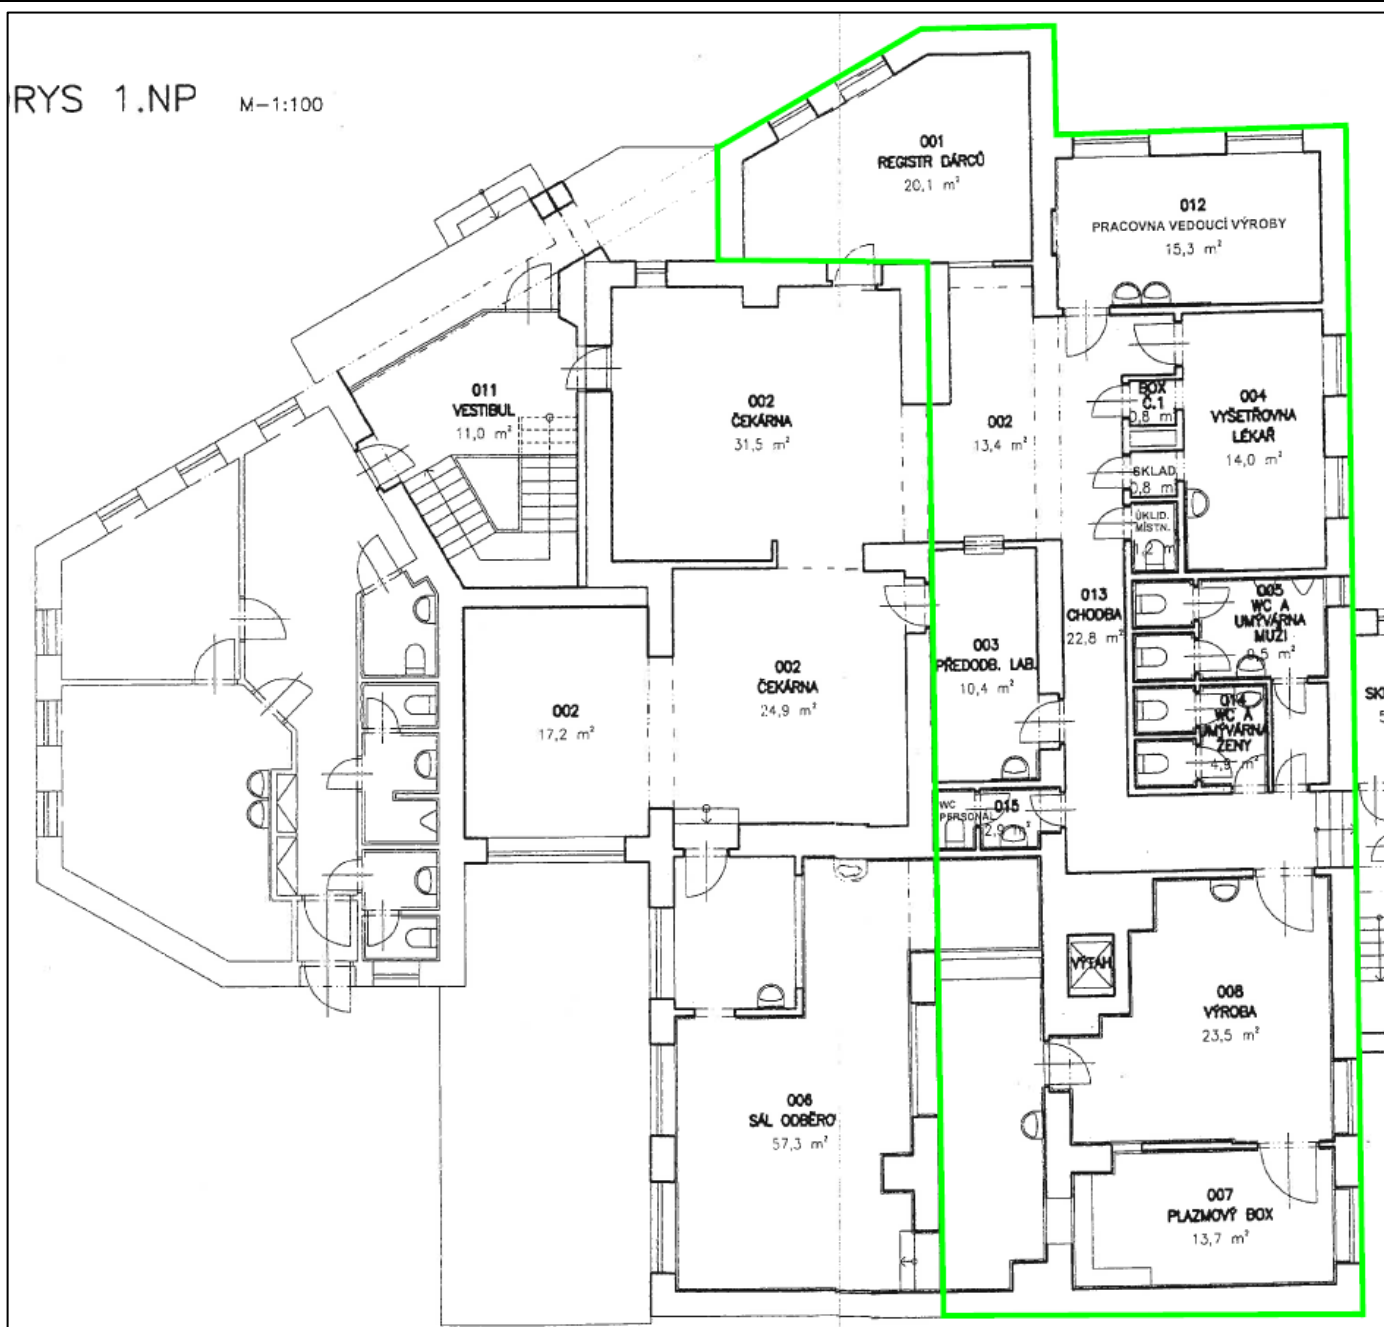 RYS 1.NP M-1:100
001
REGISTR DÁRCŮ
20,1 m²
012
PRACOVNA VEDOUCÍ VÝROBY
15,3 m²
011
VESTIBUL
11,0 m²
002
ČEKÁRNA
31,5 m²
002
13,4 m²
BOX
Č.1
0,8 m
004
VYŠETŘOVNA
LÉKAŘ
14,0 m²
SKLAD
0,8 m
ÚKLID.
MÍSTN.
1,2 m
013
CHODBA
22,8 m²
005
WC A
UMÝVÁRNA
MUŽI
9,5 m²
003
PŘEDODB. LAB.
10,4 m²
002
ČEKÁRNA
24,9 m²
002
17,2 m²
014
WC A
UMÝVÁRNA
ŽENY
4,9 m²
SK
5
WC
PERSONÁL
015
2,9 m²
VÝTAH
008
VÝROBA
23,5 m²
006
SÁL ODBĚRO
57,3 m²
007
PLAZMOVÝ BOX
13,7 m²